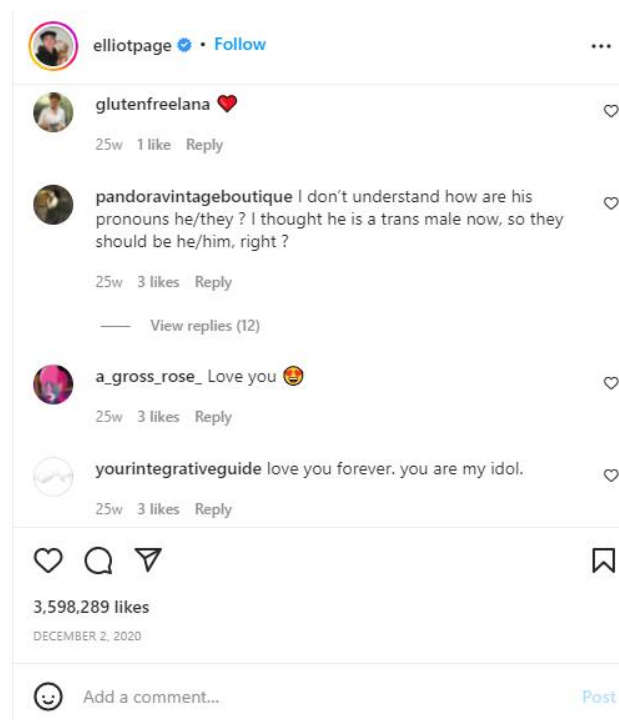 elliotpage • Follow
glutenfreelana ❤️
25w 1 like Reply
pandoravintageboutique I don’t understand how are his
pronouns he/they ? I thought he is a trans male now, so they
should be he/him, right ?
25w 3 likes Reply
View replies (12)
a_gross_rose_ Love you 😍
25w 3 likes Reply
yourintegrativeguide love you forever. you are my idol.
25w 3 likes Reply
3,598,289 likes
DECEMBER 2, 2020
Add a comment...
Post